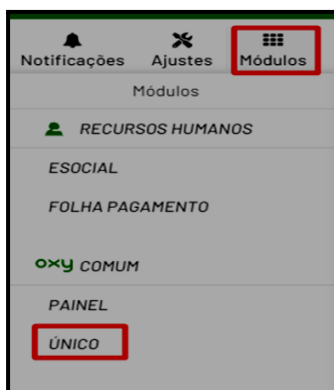 Notificações Ajustes Módulos
Módulos
RECURSOS HUMANOS
ESOCIAL
FOLHA PAGAMENTO
oxy COMUM
PAINEL
ÚNICO